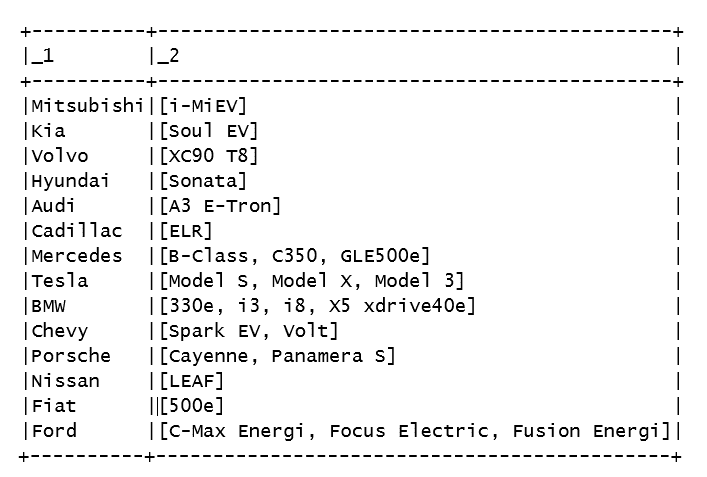 +----------+--------------------------------------------+
|_1        |_2                                          |
+----------+--------------------------------------------+
|Mitsubishi|[i-MiEV]                                    |
|Kia       |[Soul EV]                                   |
|Volvo     |[XC90 T8]                                   |
|Hyundai   |[Sonata]                                    |
|Audi      |[A3 E-Tron]                                 |
|Cadillac  |[ELR]                                       |
|Mercedes  |[B-Class, C350, GLE500e]                    |
|Tesla     |[Model S, Model X, Model 3]                 |
|BMW       |[330e, i3, i8, X5 xdrive40e]                |
|Chevy     |[Spark EV, Volt]                            |
|Porsche   |[Cayenne, Panamera S]                       |
|Nissan    |[LEAF]                                      |
|Fiat      ||[500e]                                      |
|Ford      |[C-Max Energi, Focus Electric, Fusion Energi]|
+----------+--------------------------------------------+